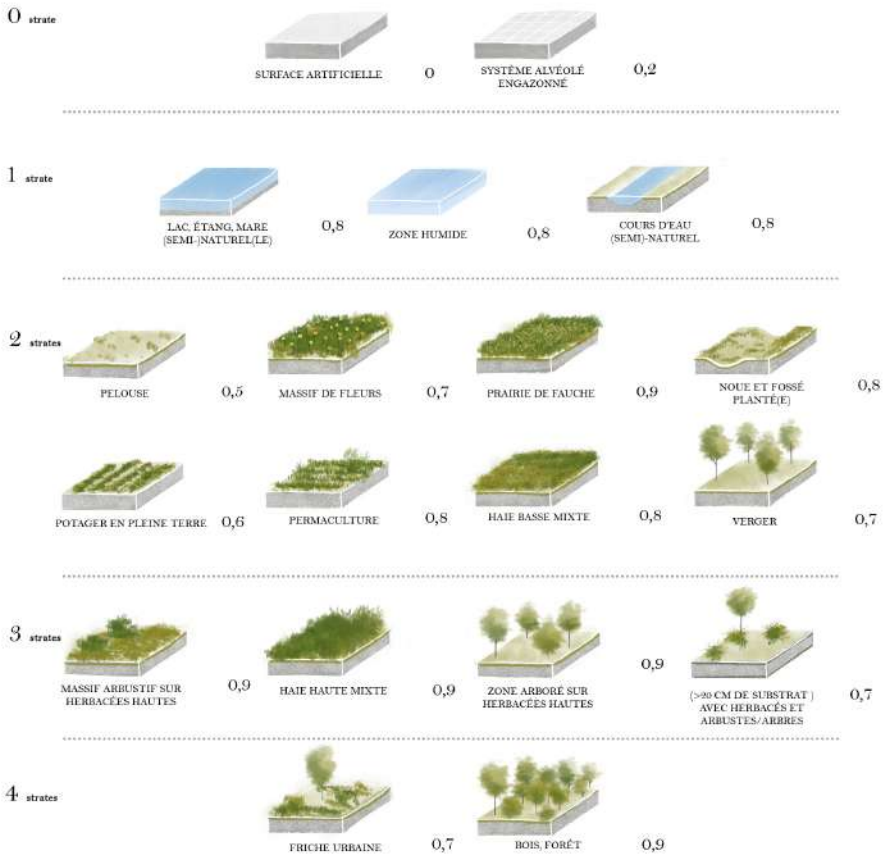 0 strate
SURFACE ARTIFICIELLE 0
SYSTÈME ALVÉOLÉ
ENGAZONNÉ 0,2
1 strate
LAC, ÉTANG, MARE
(SEMI-)NATUREL(LE) 0,8
ZONE HUMIDE 0,8
COURS D'EAU
(SEMI)-NATUREL 0,8
2 strates
PELOUSE 0,5
MASSIF DE FLEURS 0,7
PRAIRIE DE FAUCHE 0,9
NOUE ET FOSSÉ
PLANTÉ(E) 0,8
POTAGER EN PLEINE TERRE 0,6
PERMACULTURE 0,8
HAIE BASSE MIXTE 0,8
VERGER 0,7
3 strates
MASSIF ARBUSTIF SUR
HERBACÉES HAUTES 0,9
HAIE HAUTE MIXTE 0,9
ZONE ARBORÉ SUR
HERBACÉES HAUTES 0,9
(>20 CM DE SUBSTRAT )
AVEC HERBACÉS ET
ARBUSTES/ARBRES 0,7
4 strates
FRICHE URBAINE 0,7
BOIS, FORÊT 0,9